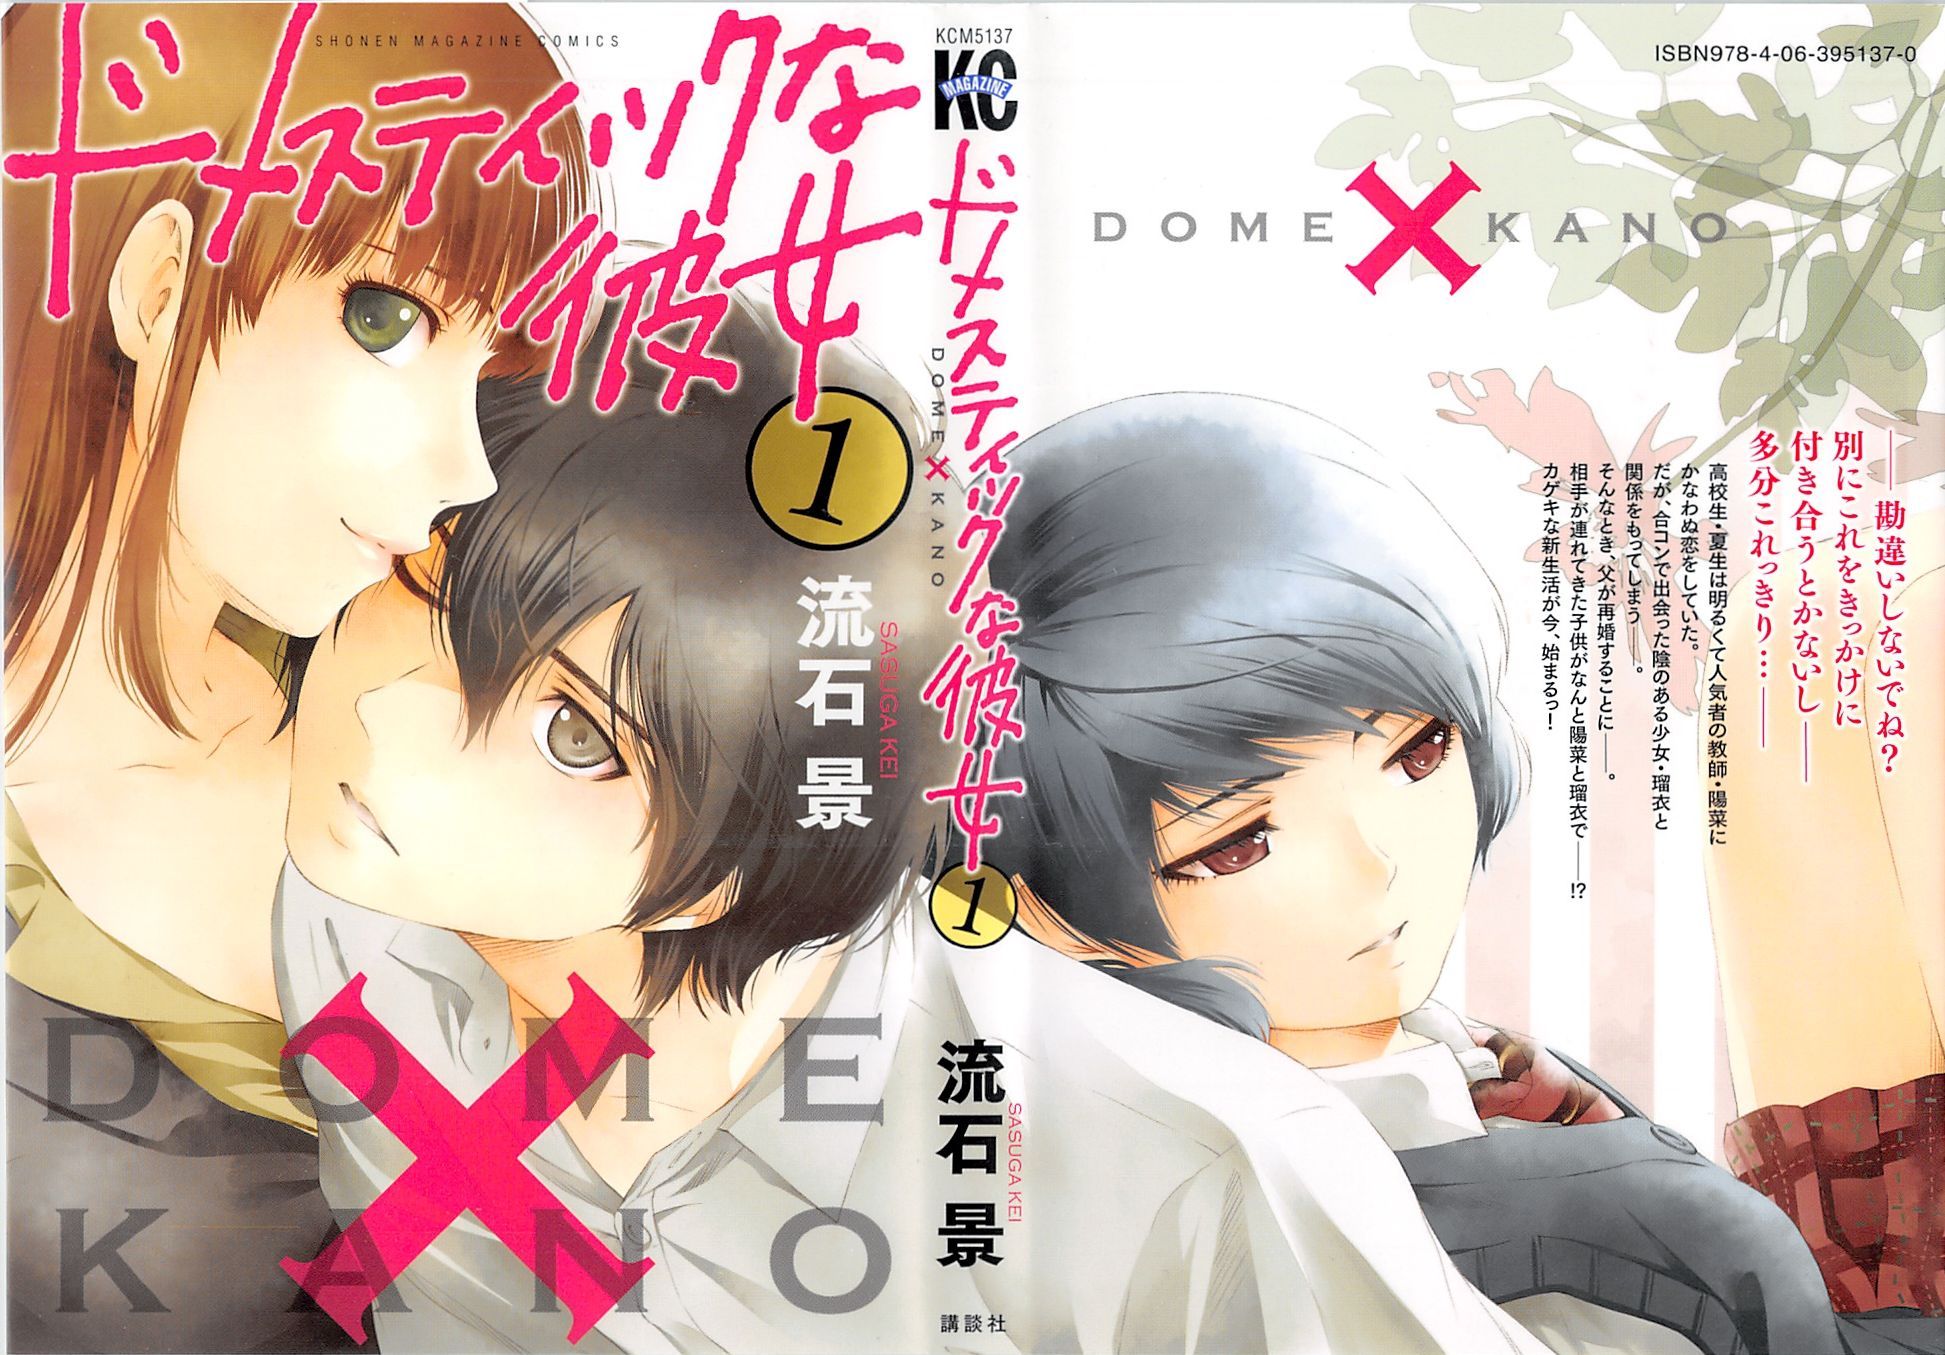 SHONEN MAGAZINE COMICS
ドメスティックな
彼女
1
流石 景
SASUGA KEI
DOME
×
KANO
KCM5137
KC
MAGAZINE
ドメスティックな彼女
DOME×KANO
1
流石 景
SASUGA KEI
講談社
ISBN978-4-06-395137-0
DOME×KANO
――勘違いしないでね?
別にこれをきっかけに
付き合うとかないし――
多分これっきり…――
高校生・夏生は明るくて人気者の教師・陽菜に
かなわぬ恋をしていた。
だが、合コンで出会った陰のある少女・瑠衣と
関係をもってしまう――。
そんなとき、父が再婚することに――。
相手が連れてきた子供がなんと陽菜と瑠衣で――!?
カゲキな新生活が今、始まるっ!